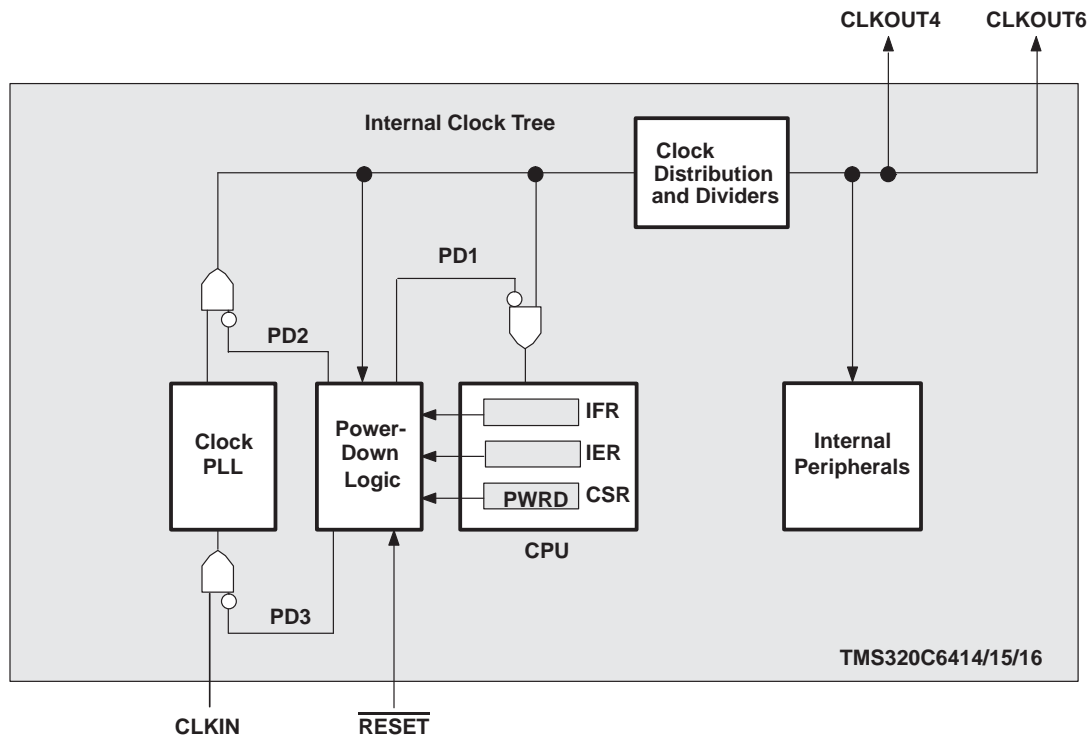 CLKOUT4 CLKOUT6
Internal Clock Tree
Clock
Distribution
and Dividers
PD1
PD2
Clock
PLL
Power-
Down
Logic
IFR
IER
PWRD CSR
CPU
Internal
Peripherals
PD3
TMS320C6414/15/16
CLKIN
RESET